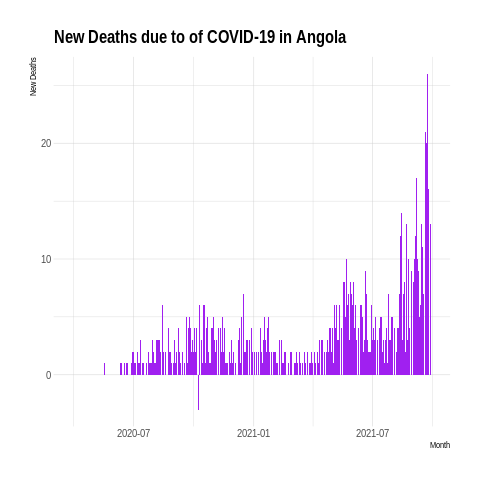 New Deaths due to of COVID-19 in Angola
New Deaths
20
10
0
2020-07
2021-01
2021-07
Month